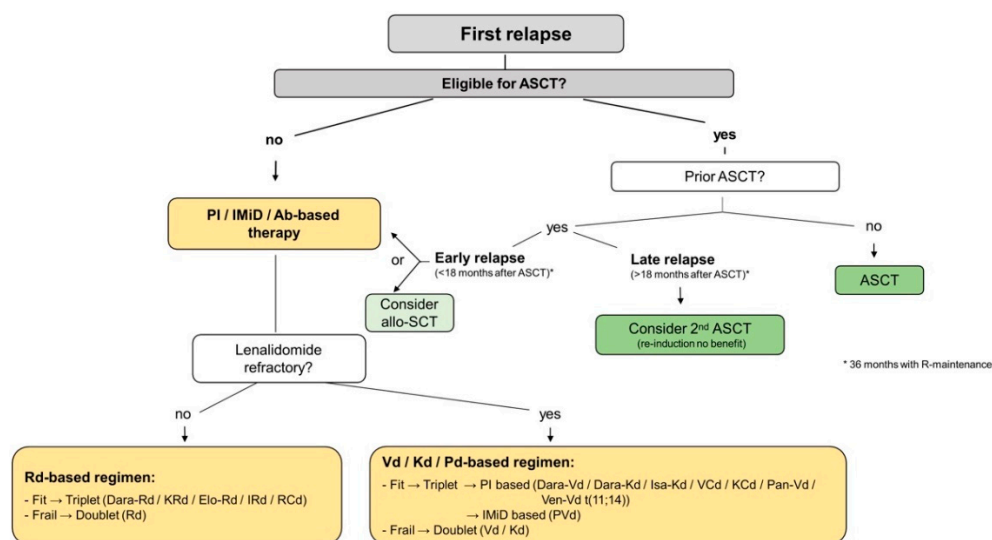 First relapse
Eligible for ASCT?
no
yes
Prior ASCT?
PI / IMiD / Ab-based
therapy
yes
no
or
Early relapse
(<18 months after ASCT)*
Late relapse
(>18 months after ASCT)*
ASCT
Consider
allo-SCT
Consider 2nd ASCT
(re-induction no benefit)
Lenalidomide
refractory?
* 36 months with R-maintenance
no
yes
Rd-based regimen:
- Fit → Triplet (Dara-Rd / KRd / Elo-Rd / IRd / RCd)
- Frail → Doublet (Rd)
Vd / Kd / Pd-based regimen:
- Fit → Triplet → PI based (Dara-Vd / Dara-Kd / Isa-Kd / VCd / KCd / Pan-Vd /
Ven-Vd t(11;14))
→ IMiD based (PVd)
- Frail → Doublet (Vd / Kd)